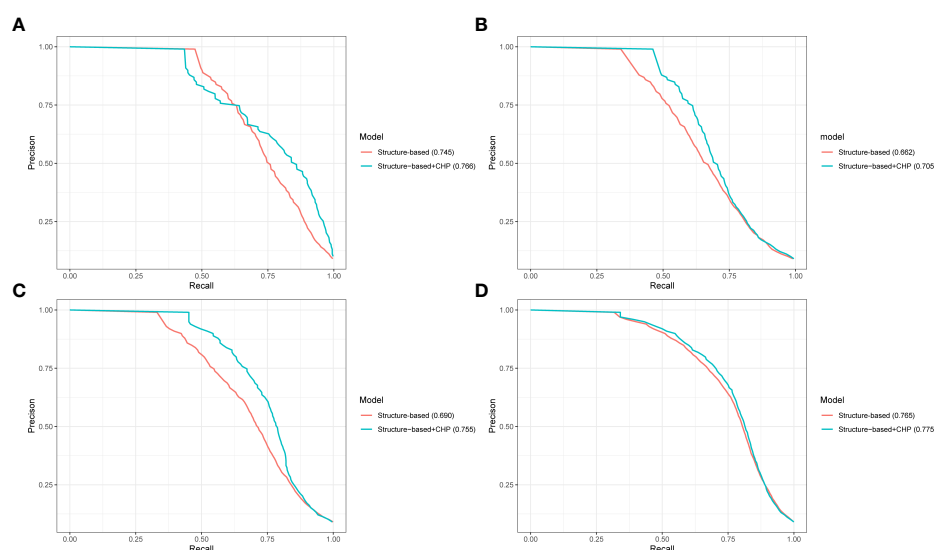 A
1.00
0.75
0.50
0.25
Precison
0.00 0.25 0.50 0.75 1.00
Recall
Model
Structure-based (0.745)
Structure-based+CHP (0.766)
B
1.00
0.75
0.50
0.25
Precison
0.00 0.25 0.50 0.75 1.00
Recall
model
Structure-based (0.662)
Structure-based+CHP (0.705
C
1.00
0.75
0.50
0.25
Precison
0.00 0.25 0.50 0.75 1.00
Recall
Model
Structure-based (0.690)
Structure-based+CHP (0.755)
D
1.00
0.75
0.50
0.25
Precison
0.00 0.25 0.50 0.75 1.00
Recall
Model
Structure-based (0.765)
Structure-based+CHP (0.775